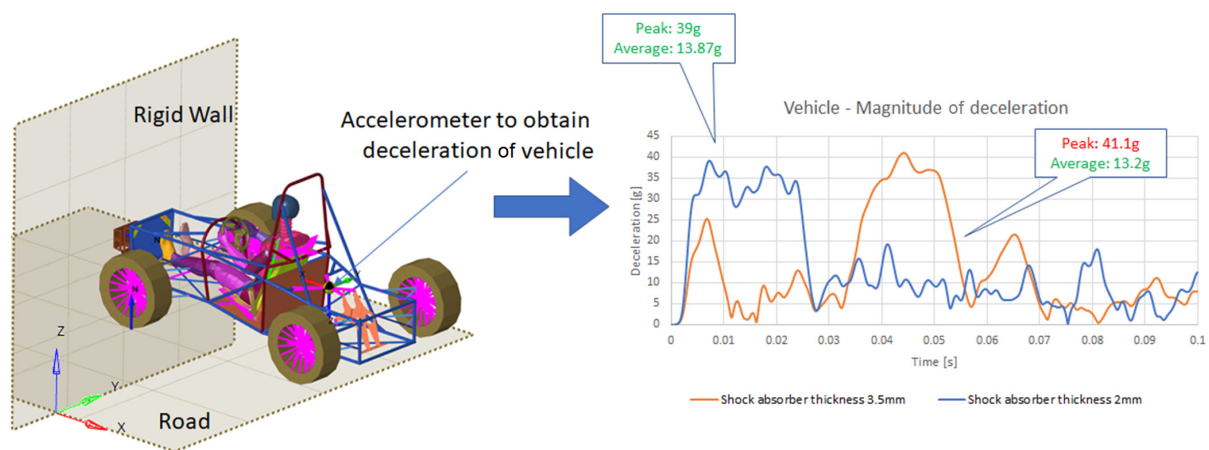 Rigid Wall
Accelerometer to obtain
deceleration of vehicle
N
N
Z
Y
X
Road
Peak: 39g
Average: 13.87g
Vehicle - Magnitude of deceleration
Peak: 41.1g
Average: 13.2g
Deceleration [g]
45
40
35
30
25
20
15
10
5
0
0 0.01 0.02 0.03 0.04 0.05 0.06 0.07 0.08 0.09 0.1
Time [s]
Shock absorber thickness 3.5mm Shock absorber thickness 2mm